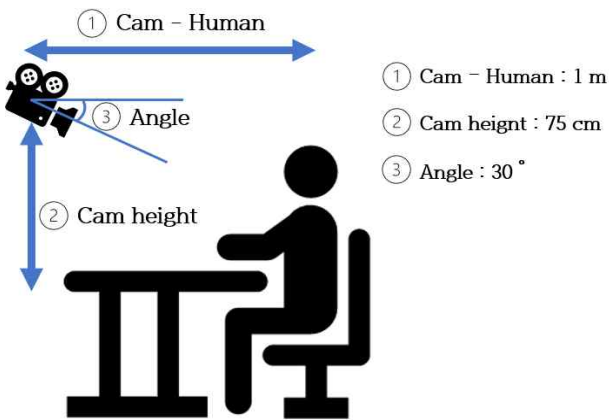 ① Cam - Human
③ Angle
② Cam height
① Cam - Human : 1 m
② Cam heignt : 75 cm
③ Angle : 30˚